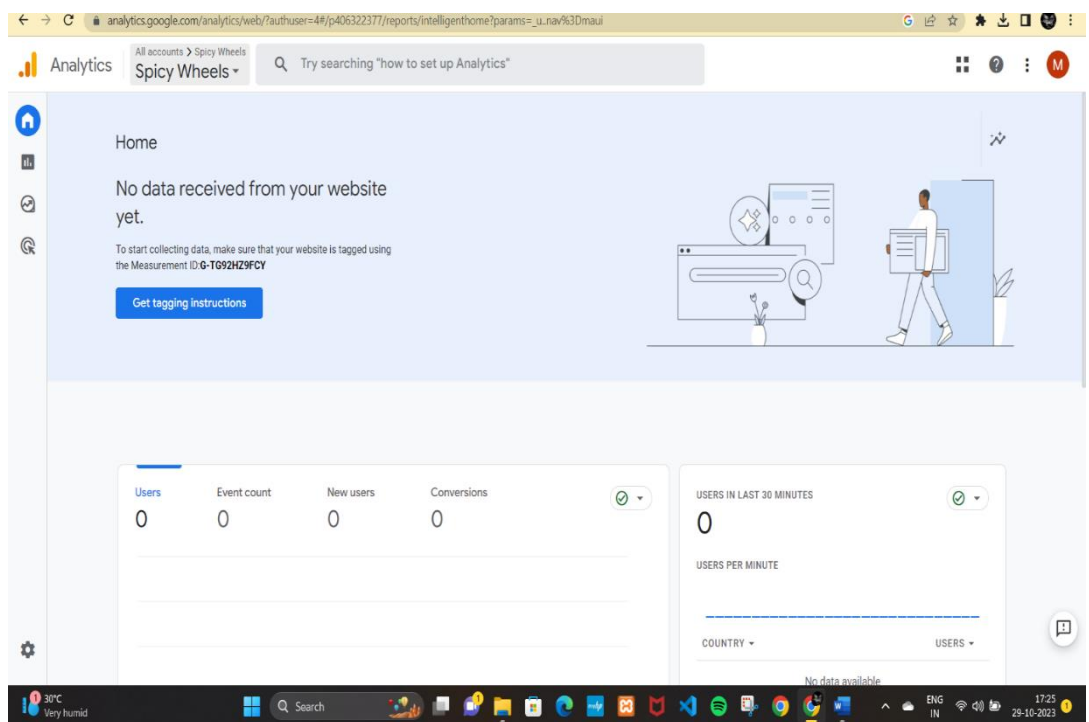 analytics.google.com/analytics/web/?authuser=4#/p406322377/reports/intelligenthome?params=_u..nav%3Dmaui
Analytics
All accounts > Spicy Wheels
Spicy Wheels
Try searching "how to set up Analytics"
M
Home
No data received from your website
yet.
To start collecting data, make sure that your website is tagged using
the Measurement ID:G-TG92HZ9FCY
Get tagging instructions
Users Event count New users Conversions
0 0 0 0
USERS IN LAST 30 MINUTES
0
USERS PER MINUTE
COUNTRY USERS
No data available
1 30°C
Very humid
Search
1
ENG
IN
17:25
29-10-2023
1